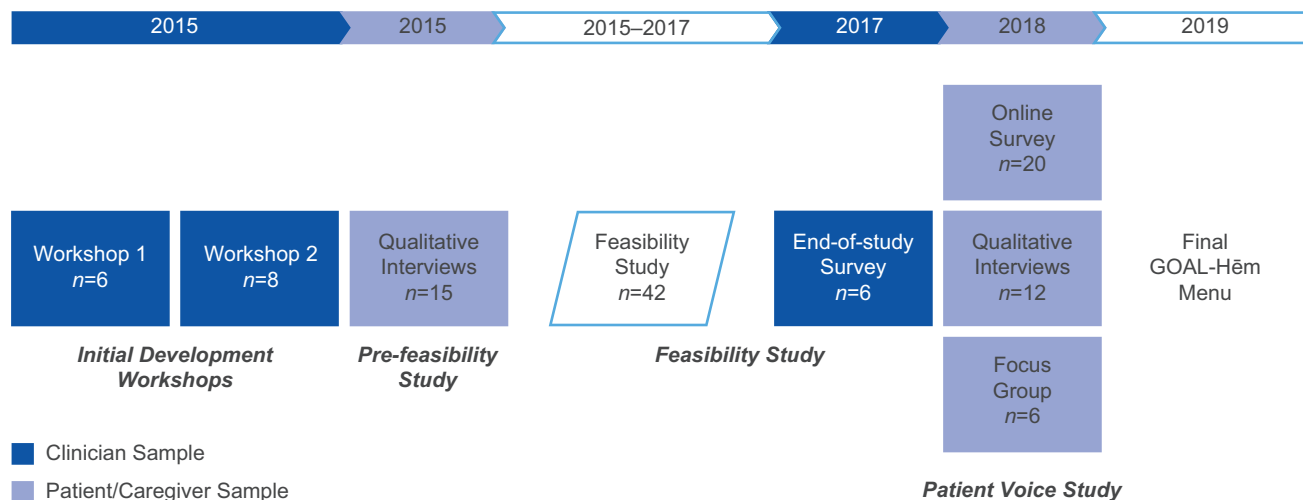 2015
2015
2015–2017
2017
2018
2019
Online
Survey
n=20
Workshop 1
n=6
Workshop 2
n=8
Qualitative
Interviews
n=15
Feasibility
Study
n=42
End-of-study
Survey
n=6
Qualitative
Interviews
n=12
Final
GOAL-Hēm
Menu
Initial Development
Workshops
Pre-feasibility
Study
Feasibility Study
Focus
Group
n=6
Clinician Sample
Patient/Caregiver Sample
Patient Voice Study